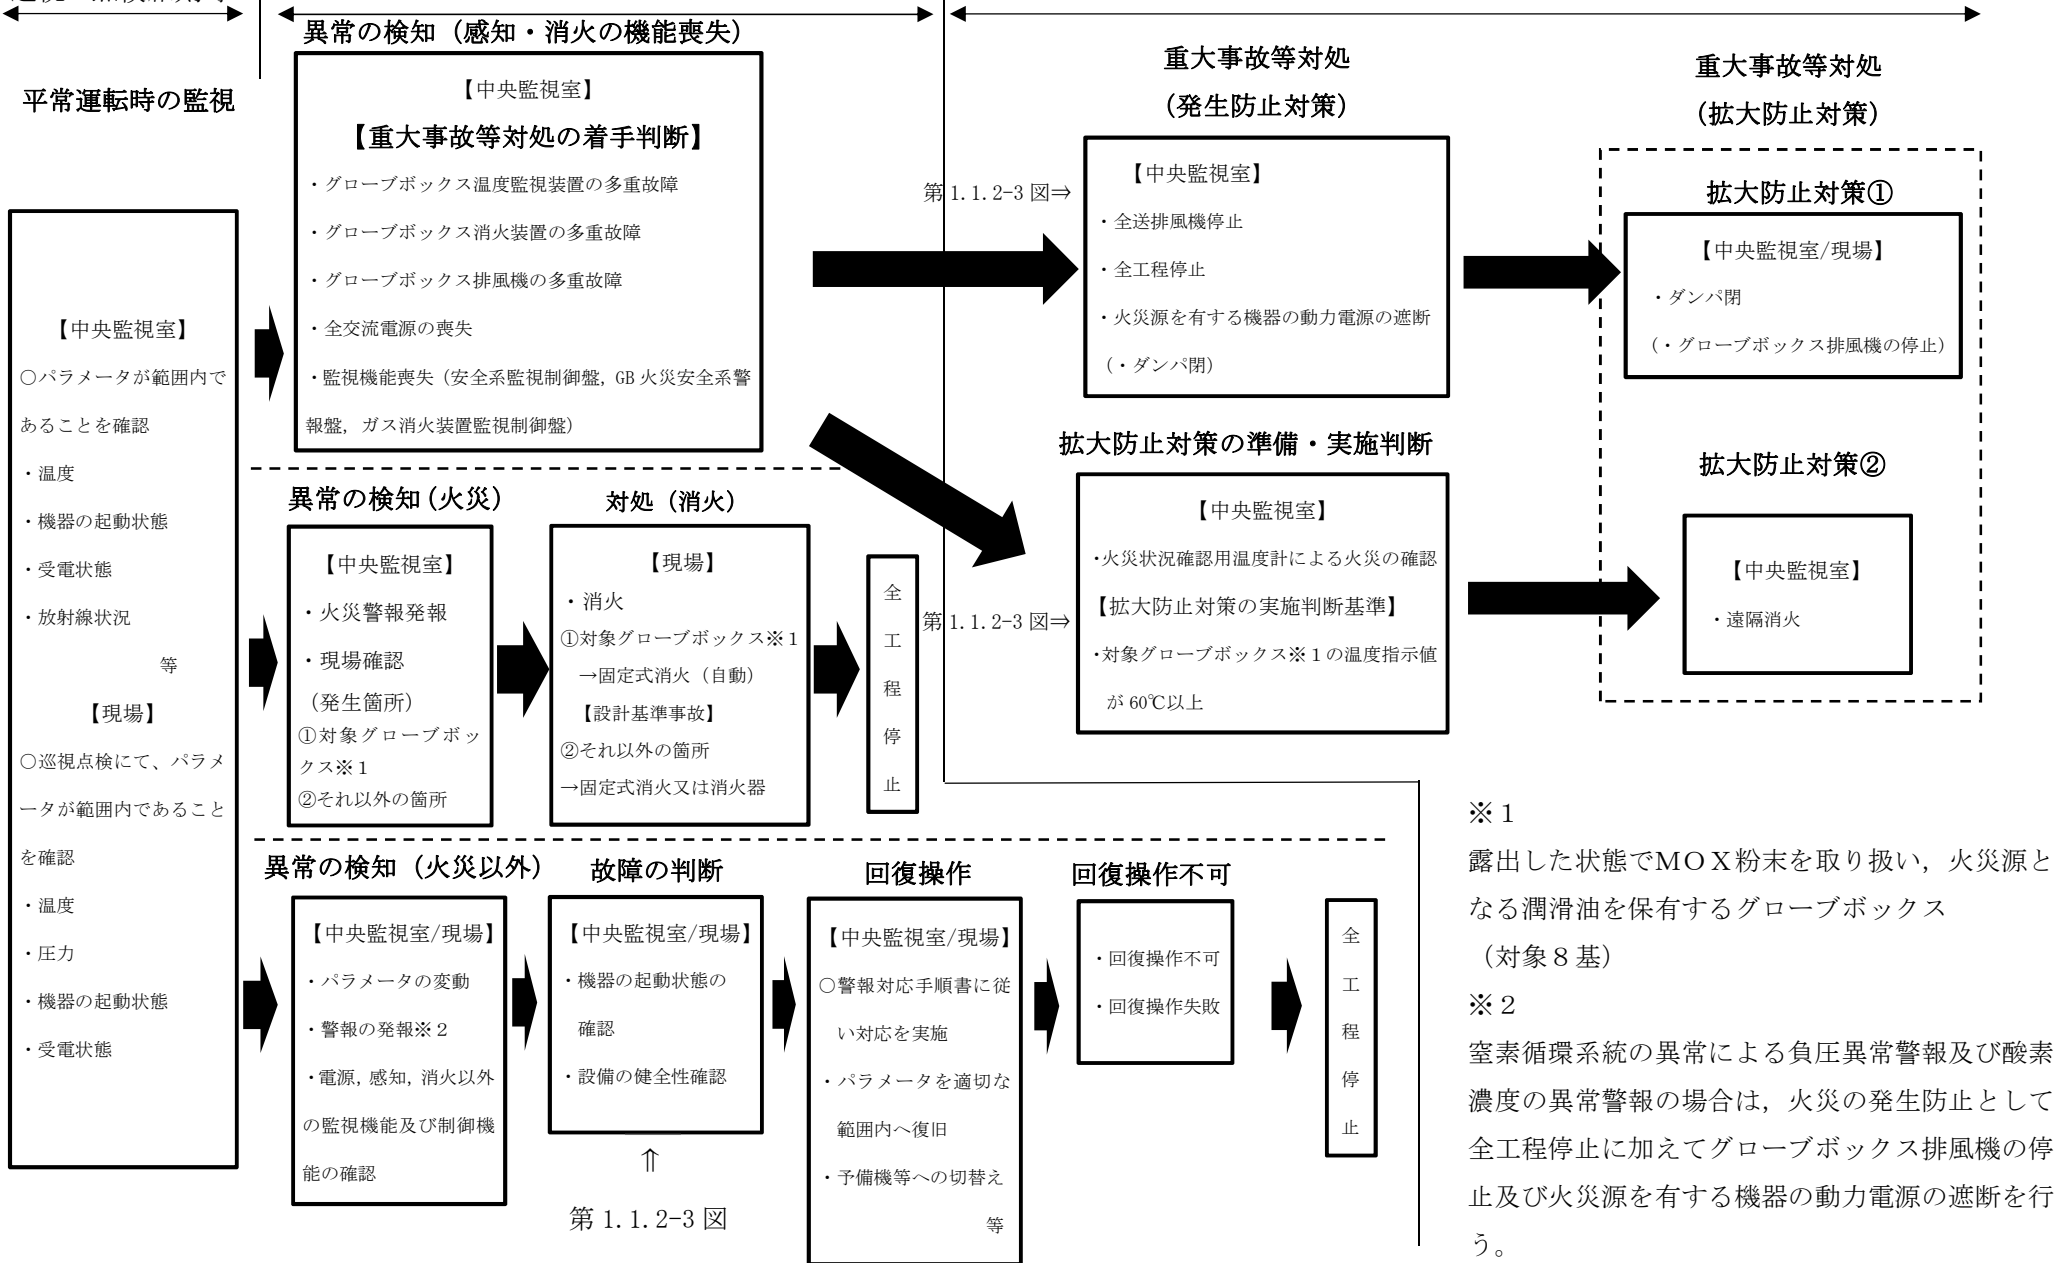 平常運転時の監視
【中央監視室】
○パラメータが範囲内で
あることを確認
・温度
・機器の起動状態
・受電状態
・放射線状況
等
【現場】
○巡視点検にて、パラメ
ータが範囲内であること
を確認
・温度
・圧力
・機器の起動状態
・受電状態
異常の検知（感知・消火の機能喪失）
【中央監視室】
【重大事故等対処の着手判断】
・グローブボックス温度監視装置の多重故障
・グローブボックス消火装置の多重故障
・グローブボックス排風機の多重故障
・全交流電源の喪失
・監視機能喪失（安全系監視制御盤, GB 火災安全系警
報盤, ガス消火装置監視制御盤）
第 1.1.2-3 図⇒
重大事故等対処
（発生防止対策）
【中央監視室】
・全送排風機停止
・全工程停止
・火災源を有する機器の動力電源の遮断
（・ダンパ閉）
重大事故等対処
（拡大防止対策）
拡大防止対策①
【中央監視室/現場】
・ダンパ閉
（・グローブボックス排風機の停止）
第 1.1.2-3 図⇒
拡大防止対策の準備・実施判断
【中央監視室】
・火災状況確認用温度計による火災の確認
【拡大防止対策の実施判断基準】
・対象グローブボックス※１の温度指示値
が 60℃以上
拡大防止対策②
【中央監視室】
・遠隔消火
異常の検知（火災）
【中央監視室】
・火災警報発報
・現場確認
（発生箇所）
①対象グローブボッ
クス※１
②それ以外の箇所
対処（消火）
【現場】
・消火
①対象グローブボックス※１
→固定式消火（自動）
【設計基準事故】
②それ以外の箇所
→固定式消火又は消火器
全
工
程
停
止
異常の検知（火災以外）
【中央監視室/現場】
・パラメータの変動
・警報の発報※２
・電源, 感知, 消火以外
の監視機能及び制御機
能の確認
故障の判断
【中央監視室/現場】
・機器の起動状態の
確認
・設備の健全性確認
⇑
第 1.1.2-3 図
回復操作
【中央監視室/現場】
○警報対応手順書に従
い対応を実施
・パラメータを適切な
範囲内へ復旧
・予備機等への切替え
等
回復操作不可
・回復操作不可
・回復操作失敗
全
工
程
停
止
※１
露出した状態でＭＯＸ粉末を取り扱い，火災源と
なる潤滑油を保有するグローブボックス
（対象８基）
※２
窒素循環系統の異常による負圧異常警報及び酸素
濃度の異常警報の場合は，火災の発生防止として
全工程停止に加えてグローブボックス排風機の停
止及び火災源を有する機器の動力電源の遮断を行
う。